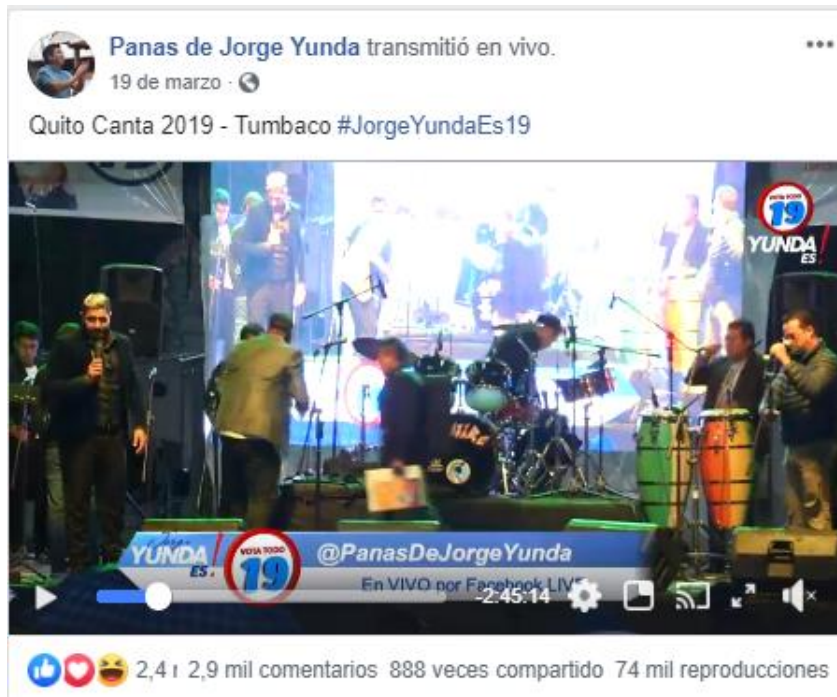 Panas de Jorge Yunda transmitió en vivo.
19 de marzo
Quito Canta 2019 - Tumbaco #JorgeYundaEs19
VOTA TODO
19
YUNDA!
ES
Jorge
YUNDA!
ES.
VOTA TODO
19
@PanasDeJorgeYunda
En VIVO por Facebook LIVE
-2:45:14
2,4 2,9 mil comentarios 888 veces compartido 74 mil reproducciones